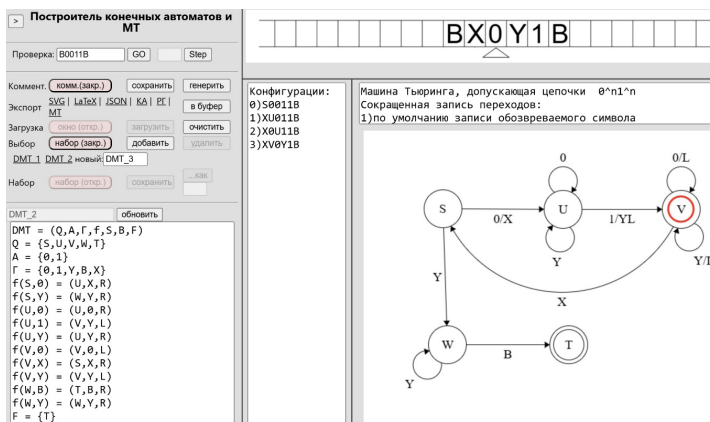 > Построитель конечных автоматов и МТ
Проверка: B0011B GO Step
Коммент. комм.(закр.) сохранить генерить
Экспорт SVG | LaTeX | JSON | КА | РГ | МТ в буфер
Загрузка окно (откр.) загрузить очистить
Выбор набор (закр.) добавить удалить
DMT_1 DMT_2 новый: DMT_3
Набор набор (откр.) сохранить ...как
DMT_2 обновить
DMT = (Q,A,Γ,f,S,B,F)
Q = {S,U,V,W,T}
A = {0,1}
Γ = {0,1,Y,B,X}
f(S,0) = (U,X,R)
f(S,Y) = (W,Y,R)
f(U,0) = (U,0,R)
f(U,1) = (V,Y,L)
f(U,Y) = (U,Y,R)
f(V,0) = (V,0,L)
f(V,X) = (S,X,R)
f(V,Y) = (V,Y,L)
f(W,B) = (T,B,R)
f(W,Y) = (W,Y,R)
F = {T}
B X 0 Y 1 B
Конфигурации:
0)S0011B
1)XU011B
2)X0U11B
3)XV0Y1B
Машина Тьюринга, допускающая цепочки 0^n1^n
Сокращенная запись переходов:
1)по умолчанию записи обозреваемого символа
0 0/L
S 0/X U 1/YL V
Y Y/L
Y X
W B T
Y